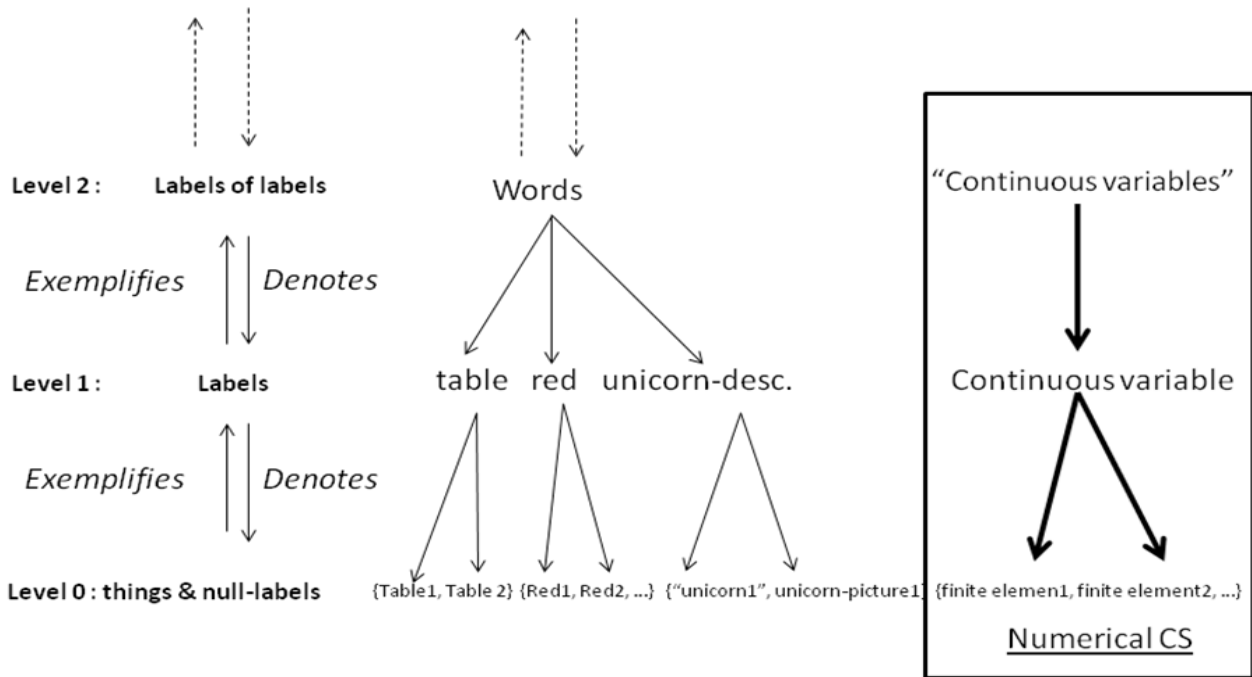 Level 2 : Labels of labels Words “Continuous variables”
Exemplifies Denotes
Level 1 : Labels table red unicorn-desc. Continuous variable
Exemplifies Denotes
Level 0 : things & null-labels {Table1, Table 2} {Red1, Red2, ...} {“unicorn1”, unicorn-picture1} {finite elemen1, finite element2, ...}
Numerical CS